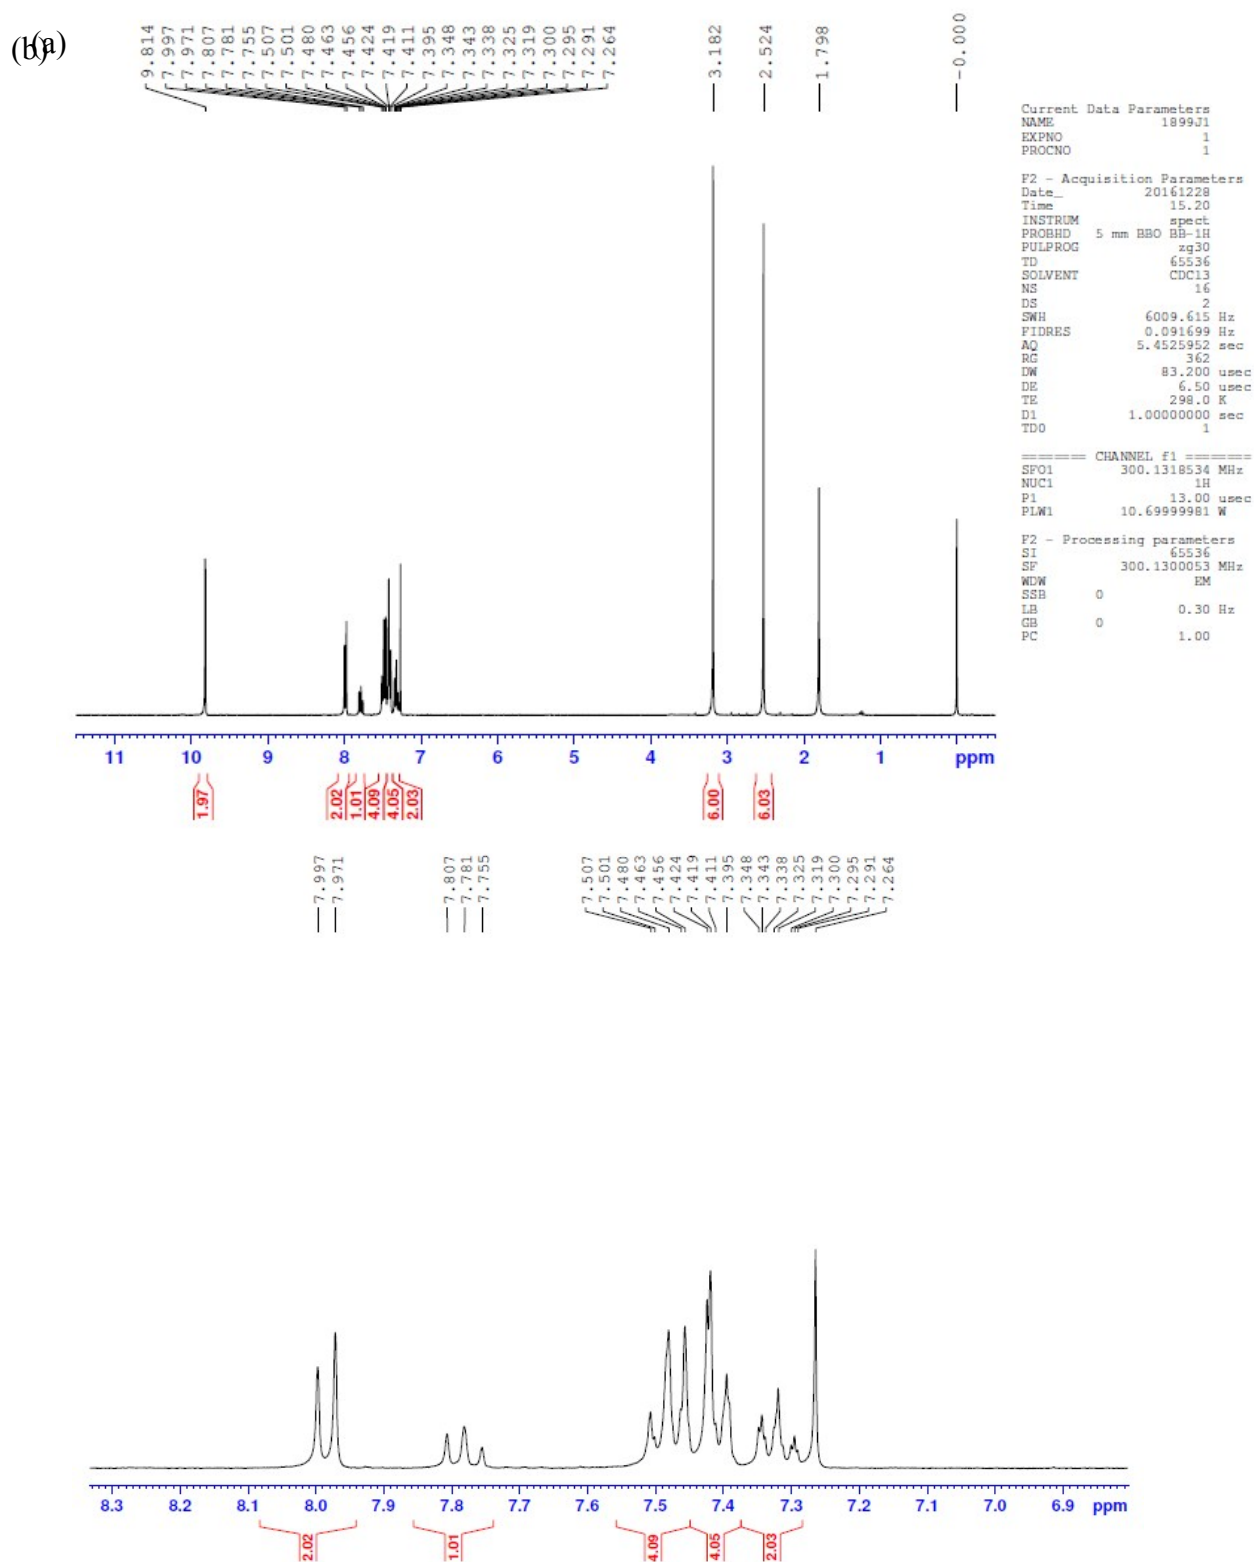 (b)(a)
9.814
7.997
7.971
7.807
7.781
7.755
7.507
7.501
7.480
7.463
7.456
7.424
7.419
7.411
7.395
7.348
7.343
7.338
7.325
7.319
7.300
7.295
7.291
7.264
3.182
2.524
1.798
-0.000
Current Data Parameters
NAME 1899J1
EXPNO 1
PROCNO 1
F2 - Acquisition Parameters
Date_ 20161228
Time 15.20
INSTRUM spect
PROBHD 5 mm BBO BB-1H
PULPROG zg30
TD 65536
SOLVENT CDCl3
NS 16
DS 2
SWH 6009.615 Hz
FIDRES 0.091699 Hz
AQ 5.4525952 sec
RG 362
DW 83.200 usec
DE 6.50 usec
TE 298.0 K
D1 1.00000000 sec
TD0 1
======== CHANNEL f1 ========
SFO1 300.1318534 MHz
NUC1 1H
P1 13.00 usec
PLW1 10.69999981 W
F2 - Processing parameters
SI 65536
SF 300.1300053 MHz
WDW EM
SSB 0
LB 0.30 Hz
GB 0
PC 1.00
11 10 9 8 7 6 5 4 3 2 1 ppm
1.97
2.02
1.01
4.09
4.05
2.03
6.00
6.03
7.997
7.971
7.807
7.781
7.755
7.507
7.501
7.480
7.463
7.456
7.424
7.419
7.411
7.395
7.348
7.343
7.338
7.325
7.319
7.300
7.295
7.291
7.264
8.3 8.2 8.1 8.0 7.9 7.8 7.7 7.6 7.5 7.4 7.3 7.2 7.1 7.0 6.9 ppm
2.02
1.01
4.09
4.05
2.03